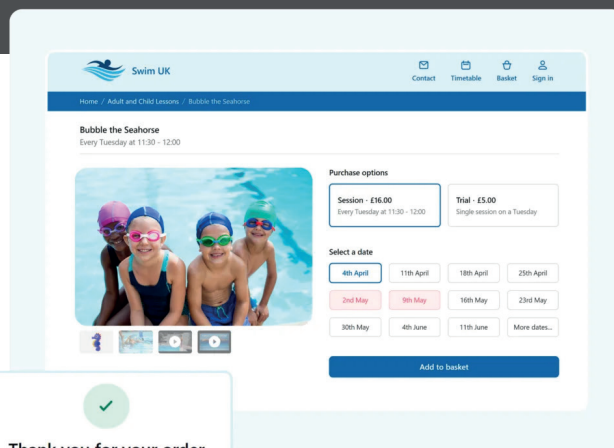 Swim UK
Contact Timetable Basket Sign in
Home / Adult and Child Lessons / Bubble the Seahorse
Bubble the Seahorse
Every Tuesday at 11:30 - 12:00
Purchase options
Session · £16.00
Every Tuesday at 11:30 - 12:00
Trial · £5.00
Single session on a Tuesday
Select a date
4th April 11th April 18th April 25th April
2nd May 9th May 16th May 23rd May
30th May 4th June 11th June More dates...
Add to basket
Thank you for your order